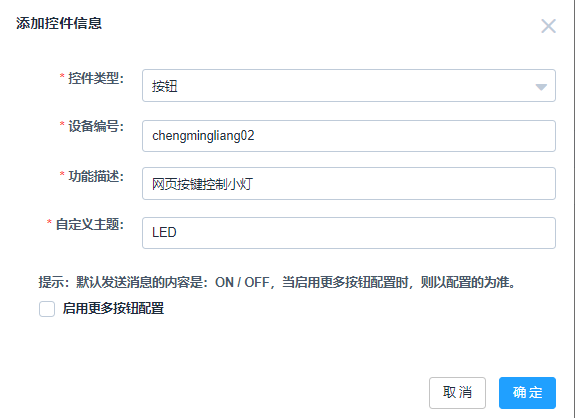 添加控件信息
* 控件类型： 按钮
* 设备编号： chengmingliang02
* 功能描述： 网页按键控制小灯
* 自定义主题： LED
提示：默认发送消息的内容是：ON / OFF，当启用更多按钮配置时，则以配置的为准。
启用更多按钮配置
取消 确定